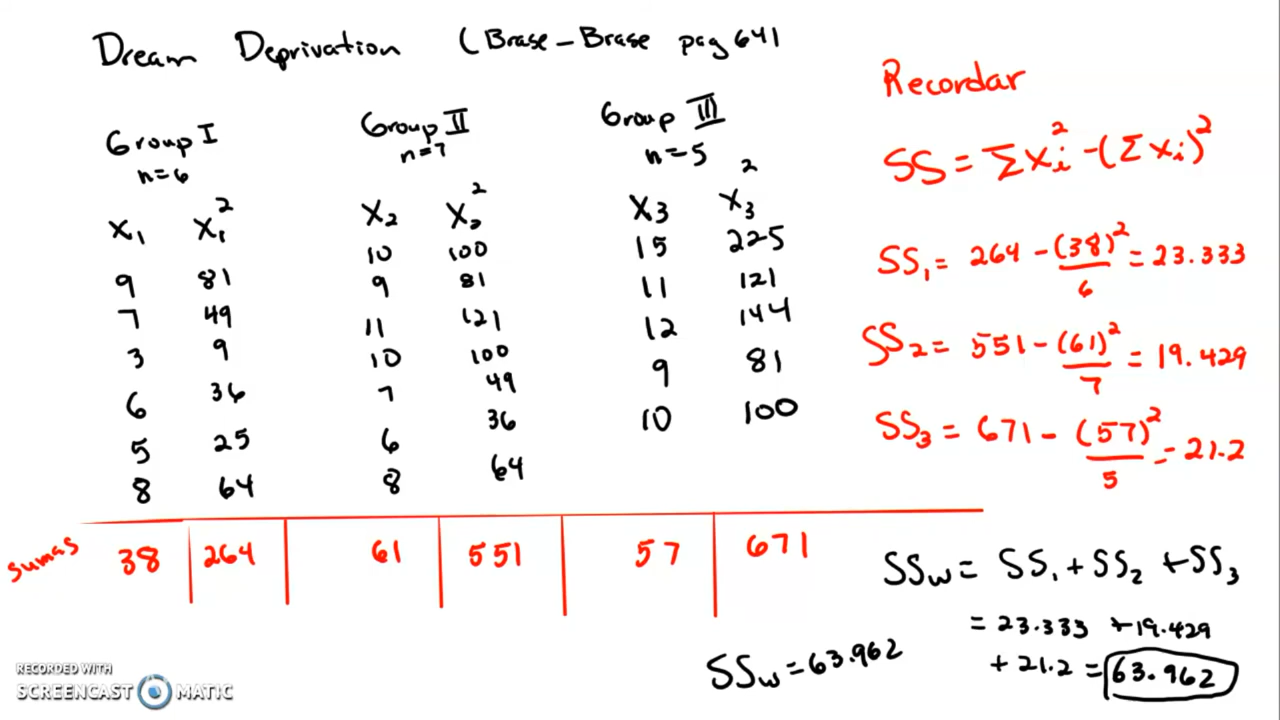 Dream Deprivation (Brase-Brase pag 641
Group I
n=6
X₁ X₁²
9 81
7 49
3 9
6 36
5 25
8 64
Group II
n=7
X₂ X₂²
10 100
9 81
11 121
10 100
7 49
6 36
8 64
Group III
n=5
X₃ X₃²
15 225
11 121
12 144
9 81
10 100
sumas 38 264 61 551 57 671
Recordar
SS = Σxᵢ² - (Σxᵢ)²
SS₁ = 264 - (38)²/6 = 23.333
SS₂ = 551 - (61)²/7 = 19.429
SS₃ = 671 - (57)²/5 = 21.2
SSw = SS₁ + SS₂ + SS₃
= 23.333 + 19.429
+ 21.2 = 63.962
SSw = 63.962
RECORDED WITH
SCREENCAST MATIC